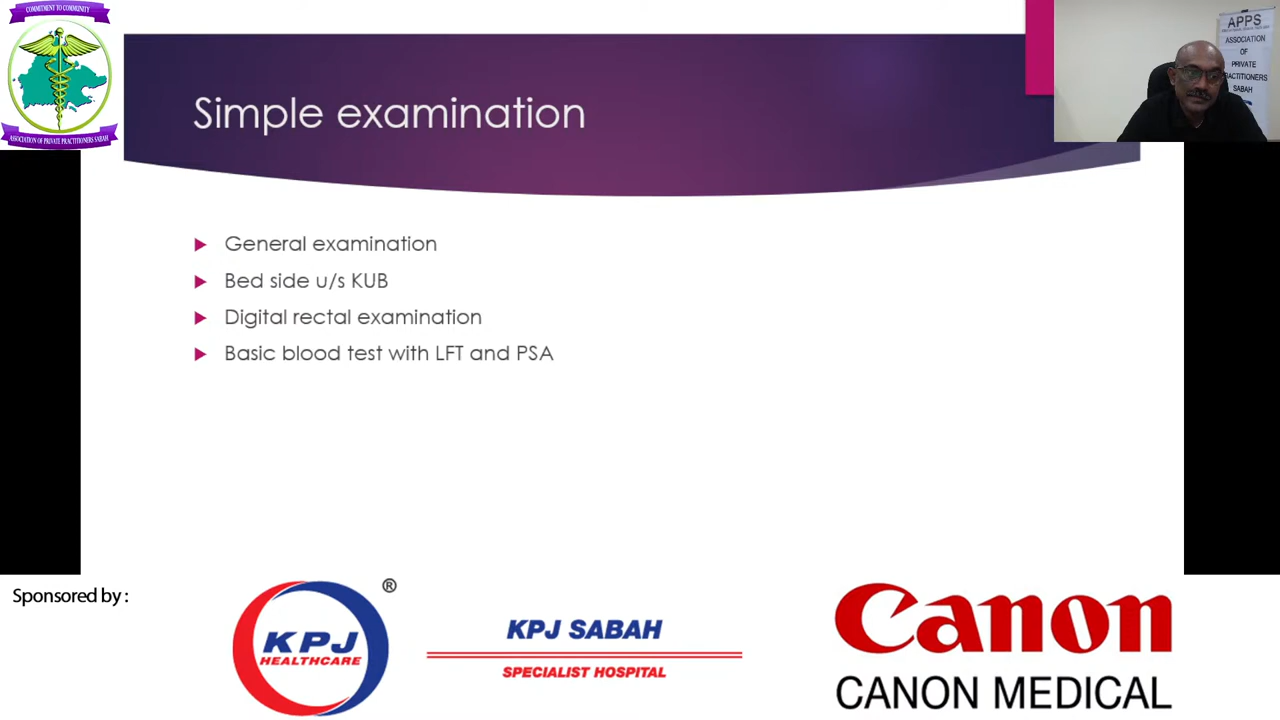 COMMITMENT TO COMMUNITY
ASSOCIATION OF PRIVATE PRACTITIONERS SABAH
Simple examination
APPS
ASSOCIATION
OF
PRIVATE
PRACTITIONERS
SABAH
General examination
Bed side u/s KUB
Digital rectal examination
Basic blood test with LFT and PSA
Sponsored by :
KPJ
HEALTHCARE
®
KPJ SABAH
SPECIALIST HOSPITAL
Canon
CANON MEDICAL